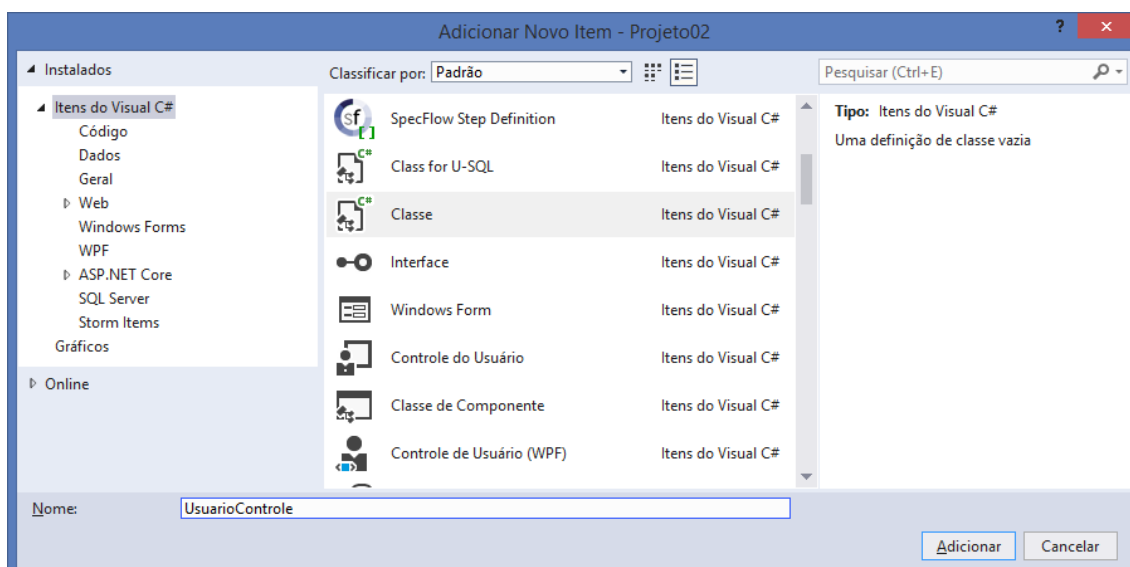 Adicionar Novo Item - Projeto02
?
Instalados
Classificar por: Padrão
Pesquisar (Ctrl+E)
Itens do Visual C#
Código
Dados
Geral
Web
Windows Forms
WPF
ASP.NET Core
SQL Server
Storm Items
Gráficos
Online
SpecFlow Step Definition Itens do Visual C#
Class for U-SQL Itens do Visual C#
Classe Itens do Visual C#
Interface Itens do Visual C#
Windows Form Itens do Visual C#
Controle do Usuário Itens do Visual C#
Classe de Componente Itens do Visual C#
Controle de Usuário (WPF) Itens do Visual C#
Tipo: Itens do Visual C#
Uma definição de classe vazia
Nome: UsuarioControle
Adicionar Cancelar